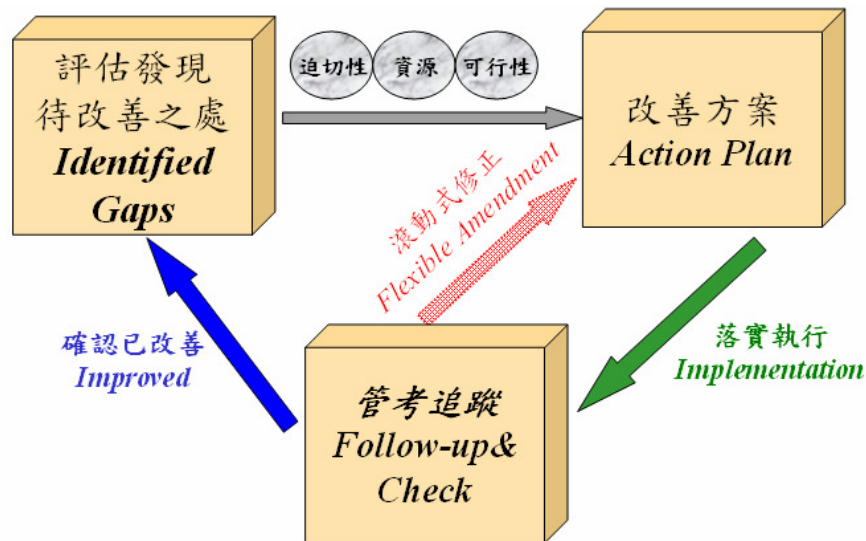 評估發現
待改善之處
Identified
Gaps
迫切性
資源
可行性
改善方案
Action Plan
滾動式修正
Flexible Amendment
確認已改善
Improved
落實執行
Implementation
管考追蹤
Follow-up&
Check